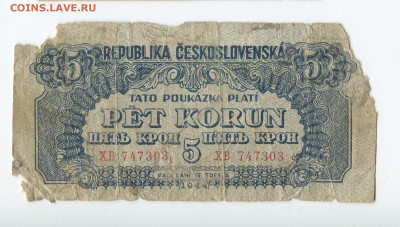 COINS.LAVE.RU
REPUBLIKA ČESKOSLOVENSKÁ
5 5
TATO POUKÁZKA PLATÍ
PĚT KORUN
ПЯТЬ КРОН 5 ПЯТЬ КРОН
ХВ 747303 ХВ 747303
1944